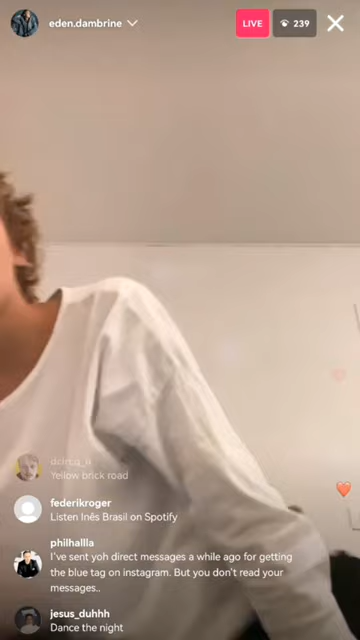 eden.dambrine
LIVE
239
Yellow brick road
federikroger
Listen Inês Brasil on Spotify
philhallla
I've sent yoh direct messages a while ago for getting
the blue tag on instagram. But you don't read your
messages..
jesus_duhhh
Dance the night